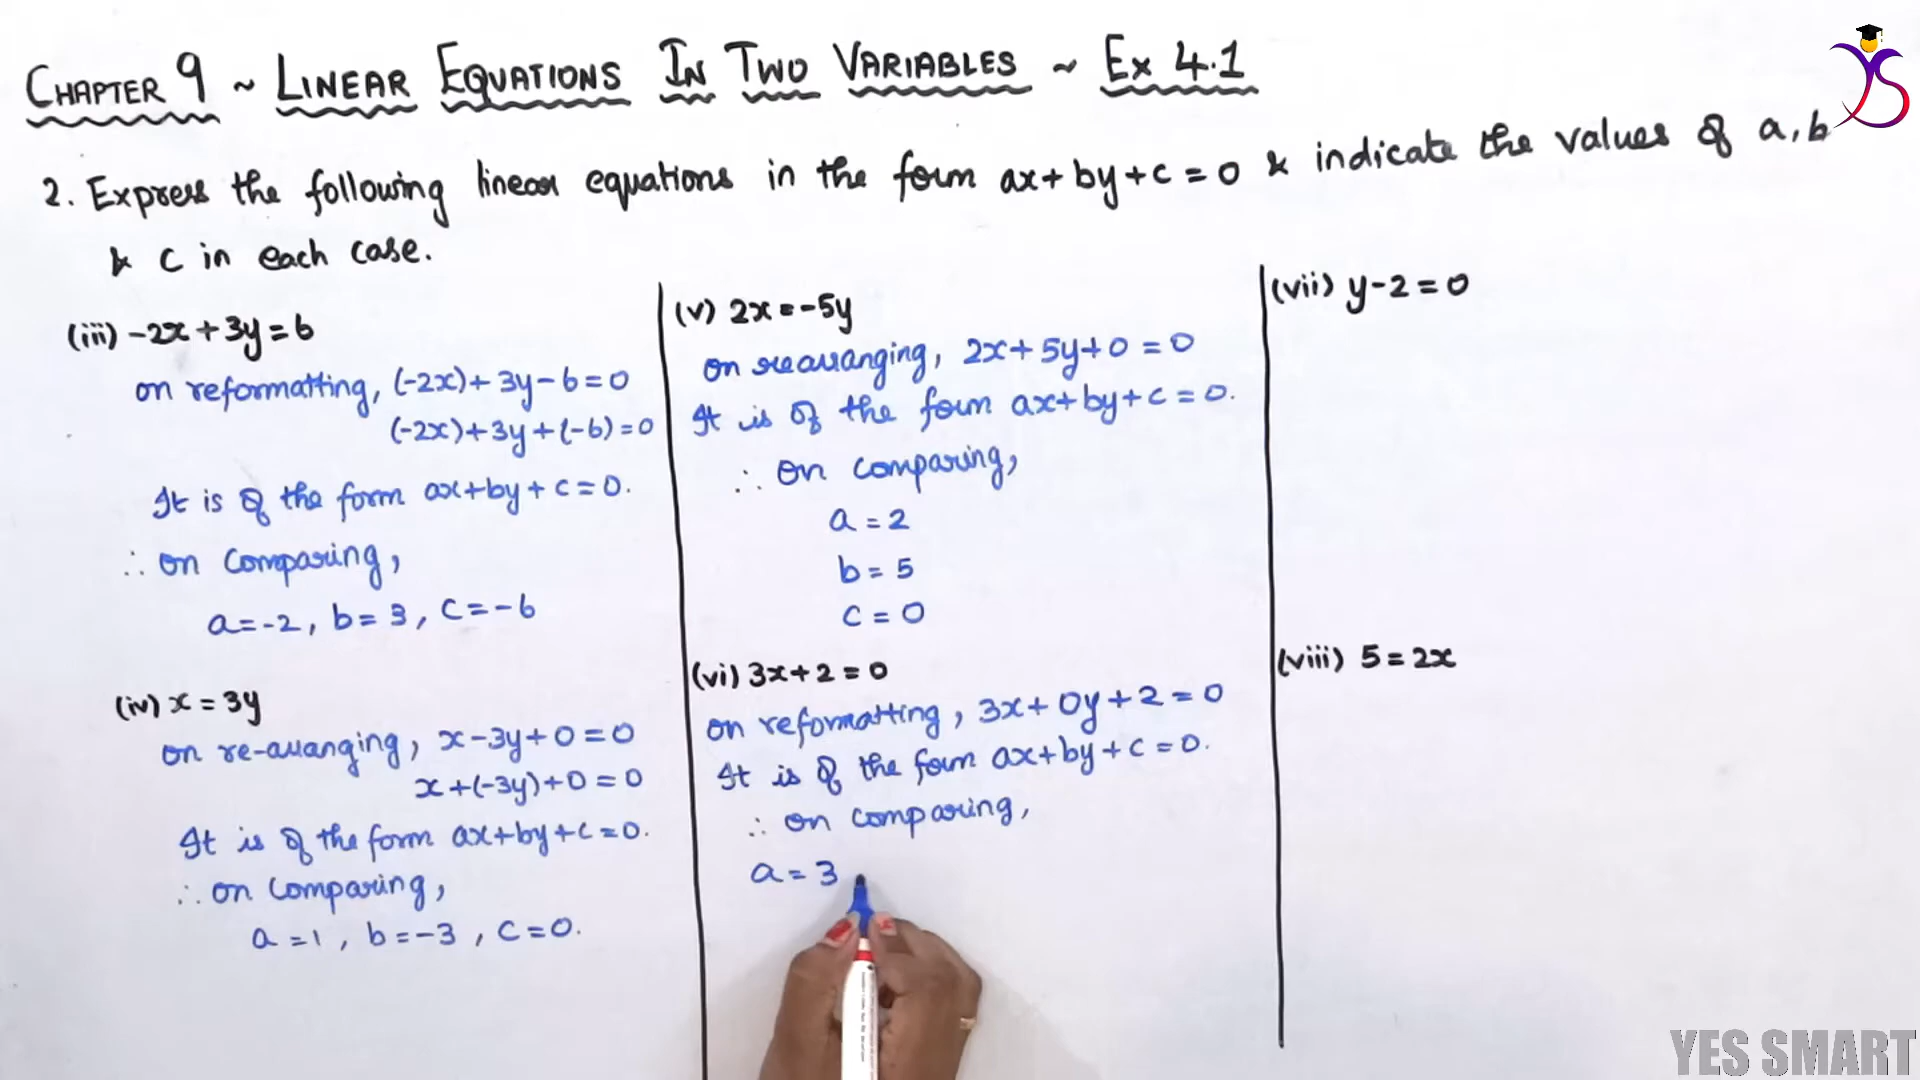 CHAPTER 9 ~ LINEAR EQUATIONS IN TWO VARIABLES ~ EX 4.1
2. Express the following linear equations in the form ax+by+c=0 & indicate the values of a, b
& c in each case.
(iii) -2x+3y=6
on reformatting, (-2x)+3y-6=0
(-2x)+3y+(-6)=0
It is of the form ax+by+c=0.
∴ on comparing,
a=-2, b=3, c=-6
(iv) x=3y
on re-arranging, x-3y+0=0
x+(-3y)+0=0
It is of the form ax+by+c=0.
∴ on comparing,
a=1, b=-3, c=0.
(v) 2x=-5y
on rearranging, 2x+5y+0=0
It is of the form ax+by+c=0.
∴ on comparing,
a=2
b=5
c=0
(vi) 3x+2=0
on reformatting, 3x+0y+2=0
It is of the form ax+by+c=0.
∴ on comparing,
a=3
(vii) y-2=0
(viii) 5=2x
YS
YES SMART